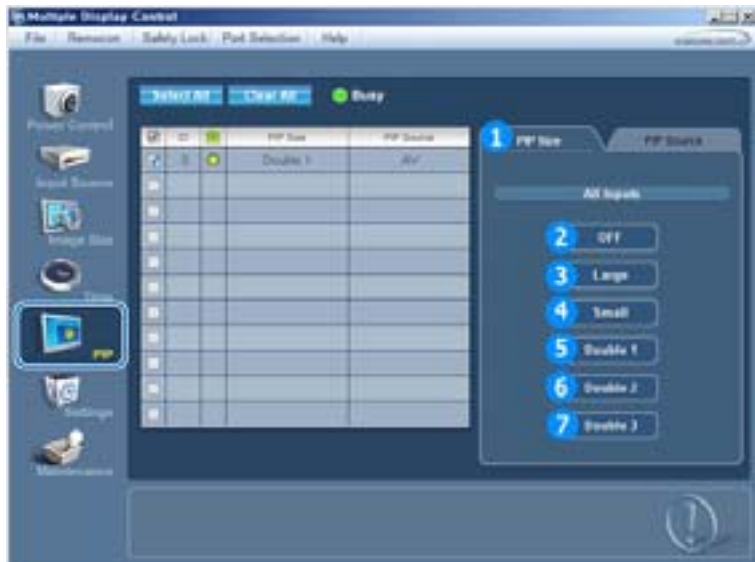 Multiple Display Control
File Remocon Safety Lock Port Selection Help
Select All Clear All Busy
Power Control
Input Source
Image Size
Time
PIP
Settings
Maintenance
ID PIP Size PIP Source
0 Double 1 AV
1 PIP Size PIP Source
All Inputs
2 OFF
3 Large
4 Small
5 Double 1
6 Double 2
7 Double 3